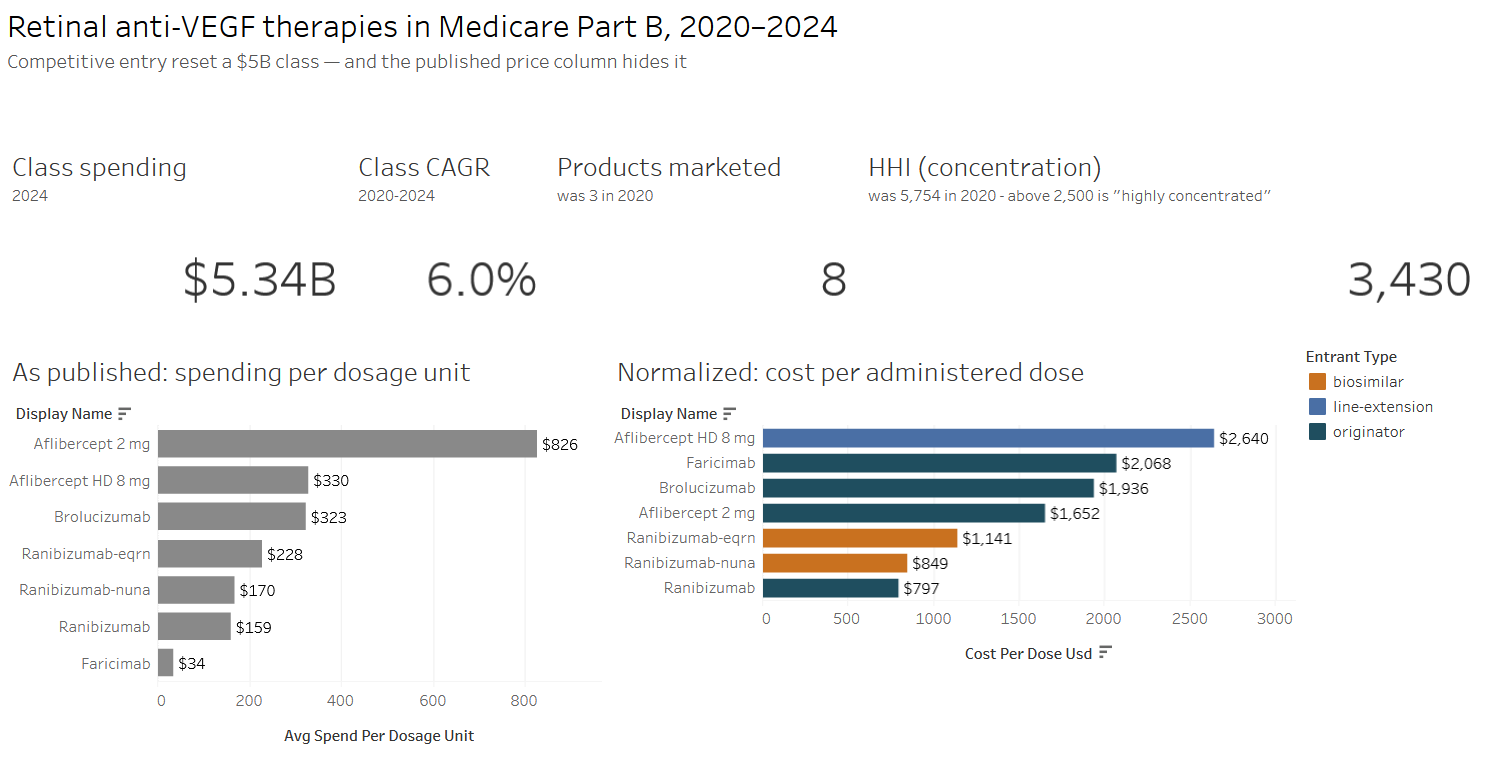 Retinal anti-VEGF therapies in Medicare Part B, 2020–2024
Competitive entry reset a $5B class — and the published price column hides it
Class spending
2024
$5.34B
Class CAGR
2020-2024
6.0%
Products marketed
was 3 in 2020
8
HHI (concentration)
was 5,754 in 2020 - above 2,500 is "highly concentrated"
3,430
As published: spending per dosage unit
Display Name
Aflibercept 2 mg $826
Aflibercept HD 8 mg $330
Brolucizumab $323
Ranibizumab-eqrn $228
Ranibizumab-nuna $170
Ranibizumab $159
Faricimab $34
0 200 400 600 800
Avg Spend Per Dosage Unit
Normalized: cost per administered dose
Display Name
Aflibercept HD 8 mg $2,640
Faricimab $2,068
Brolucizumab $1,936
Aflibercept 2 mg $1,652
Ranibizumab-eqrn $1,141
Ranibizumab-nuna $849
Ranibizumab $797
0 500 1000 1500 2000 2500 3000
Cost Per Dose Usd
Entrant Type
biosimilar
line-extension
originator